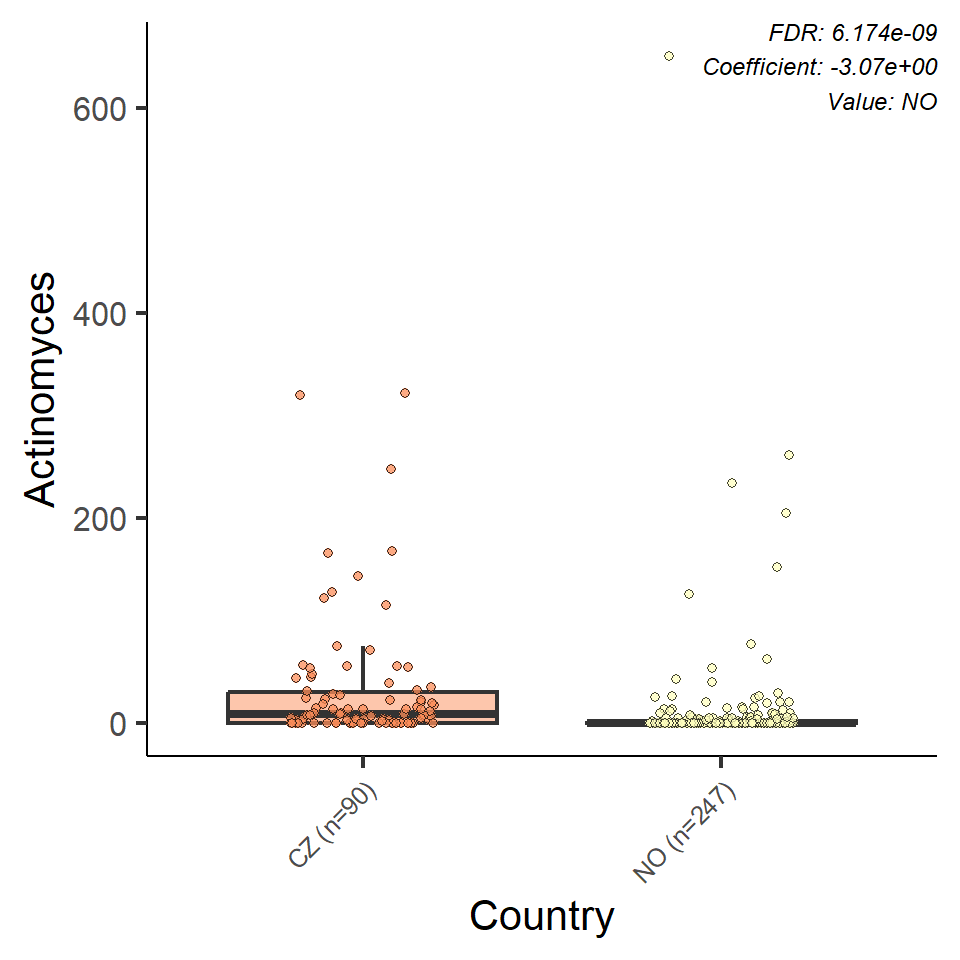 FDR: 6.174e-09
Coefficient: -3.07e+00
Value: NO
600
400
200
0
Actinomyces
CZ (n=90)
NO (n=247)
Country